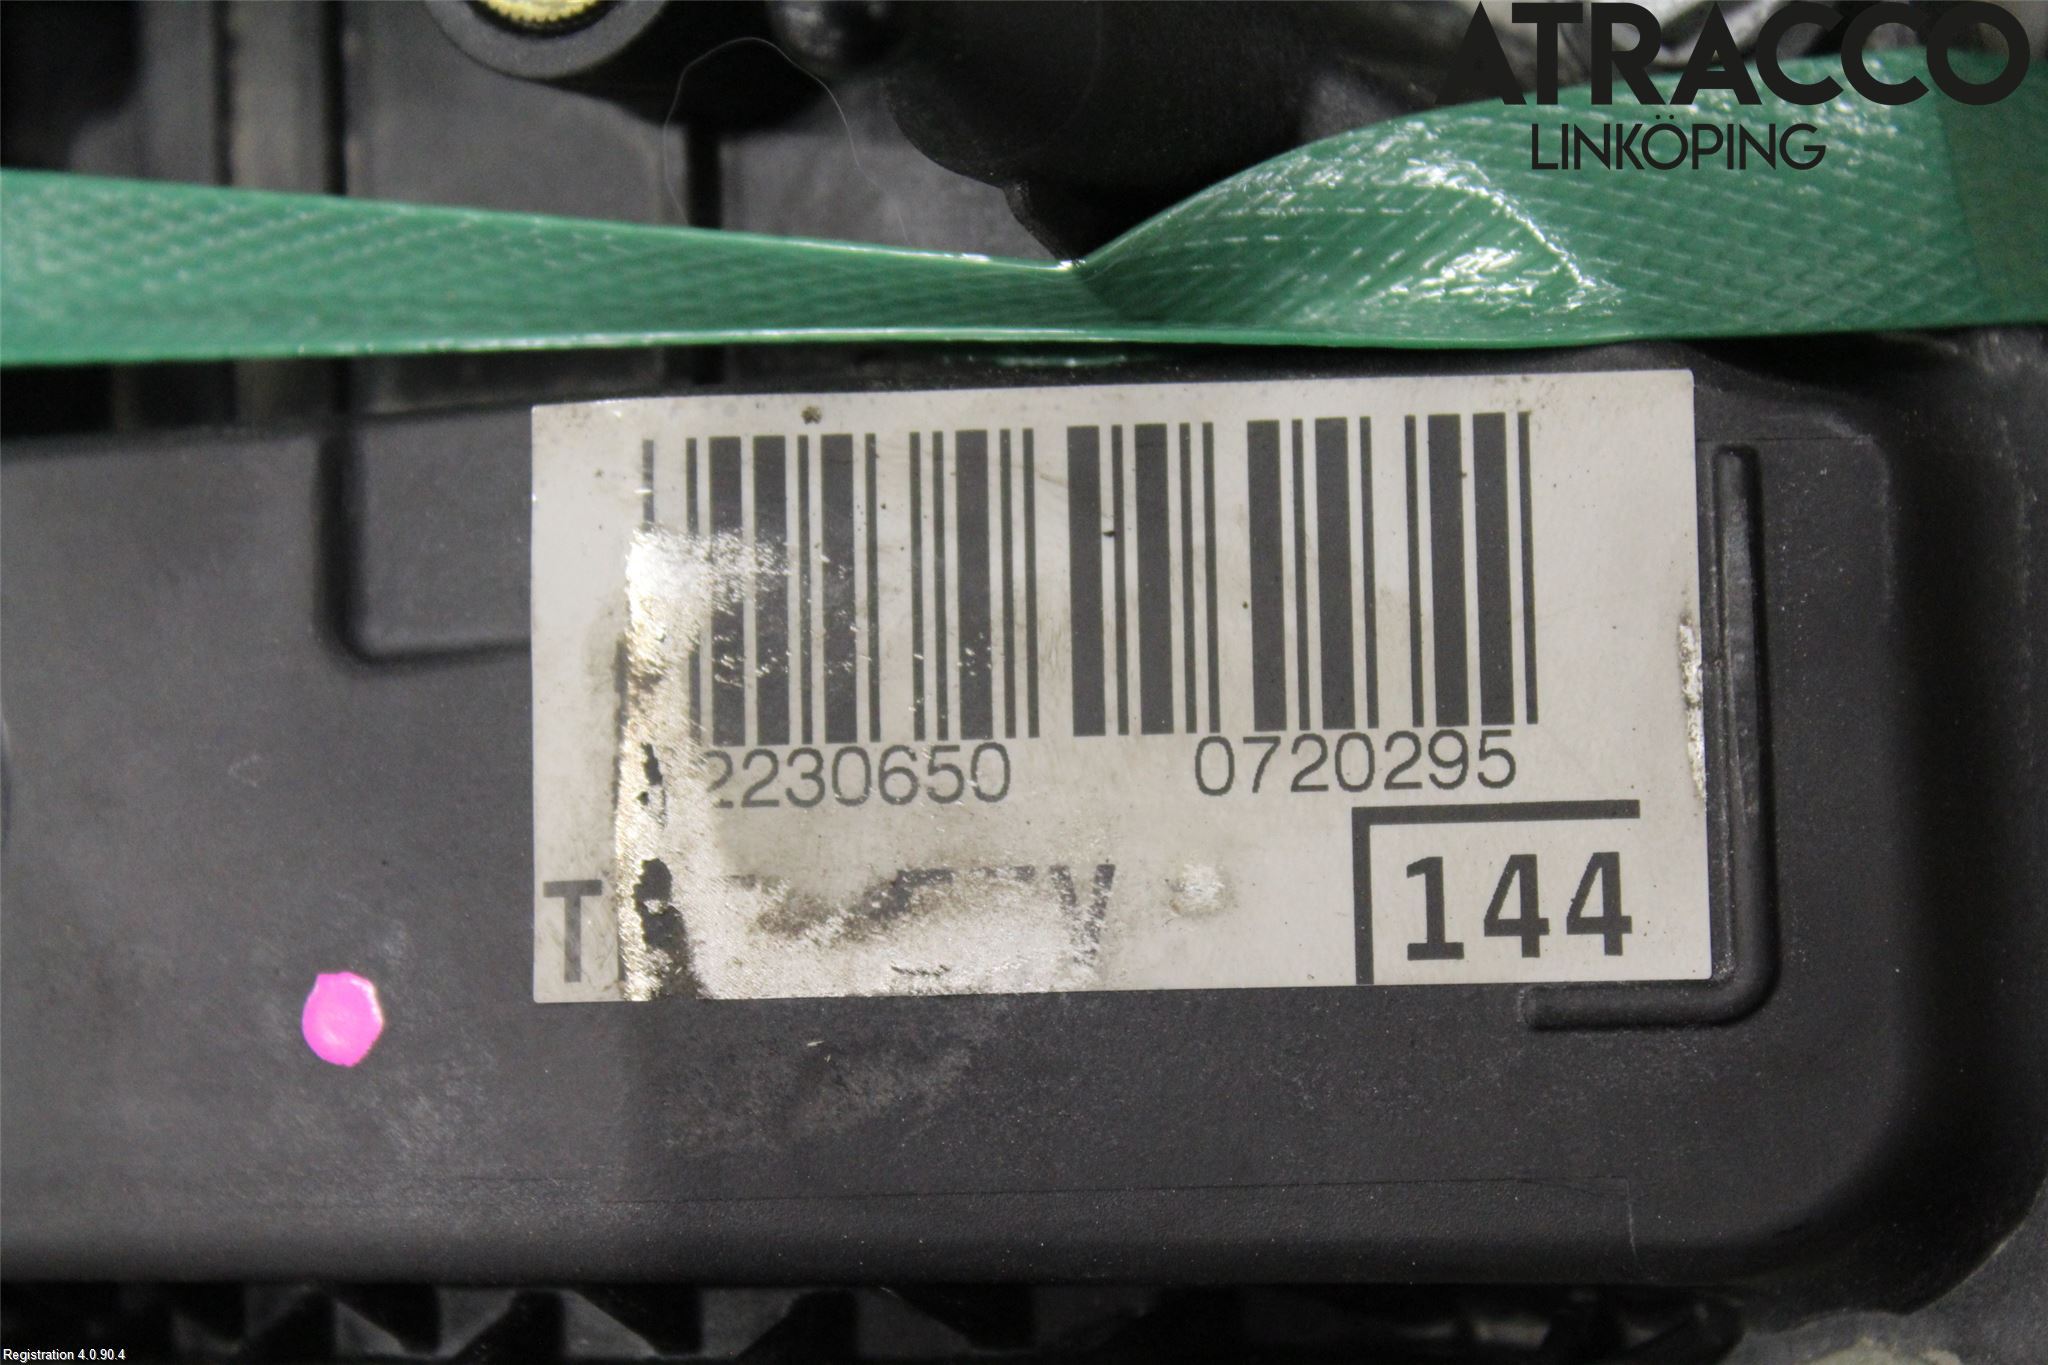 ATRACCO
LINKÖPING
2230650 0720295
144
Registration 4.0.90.4